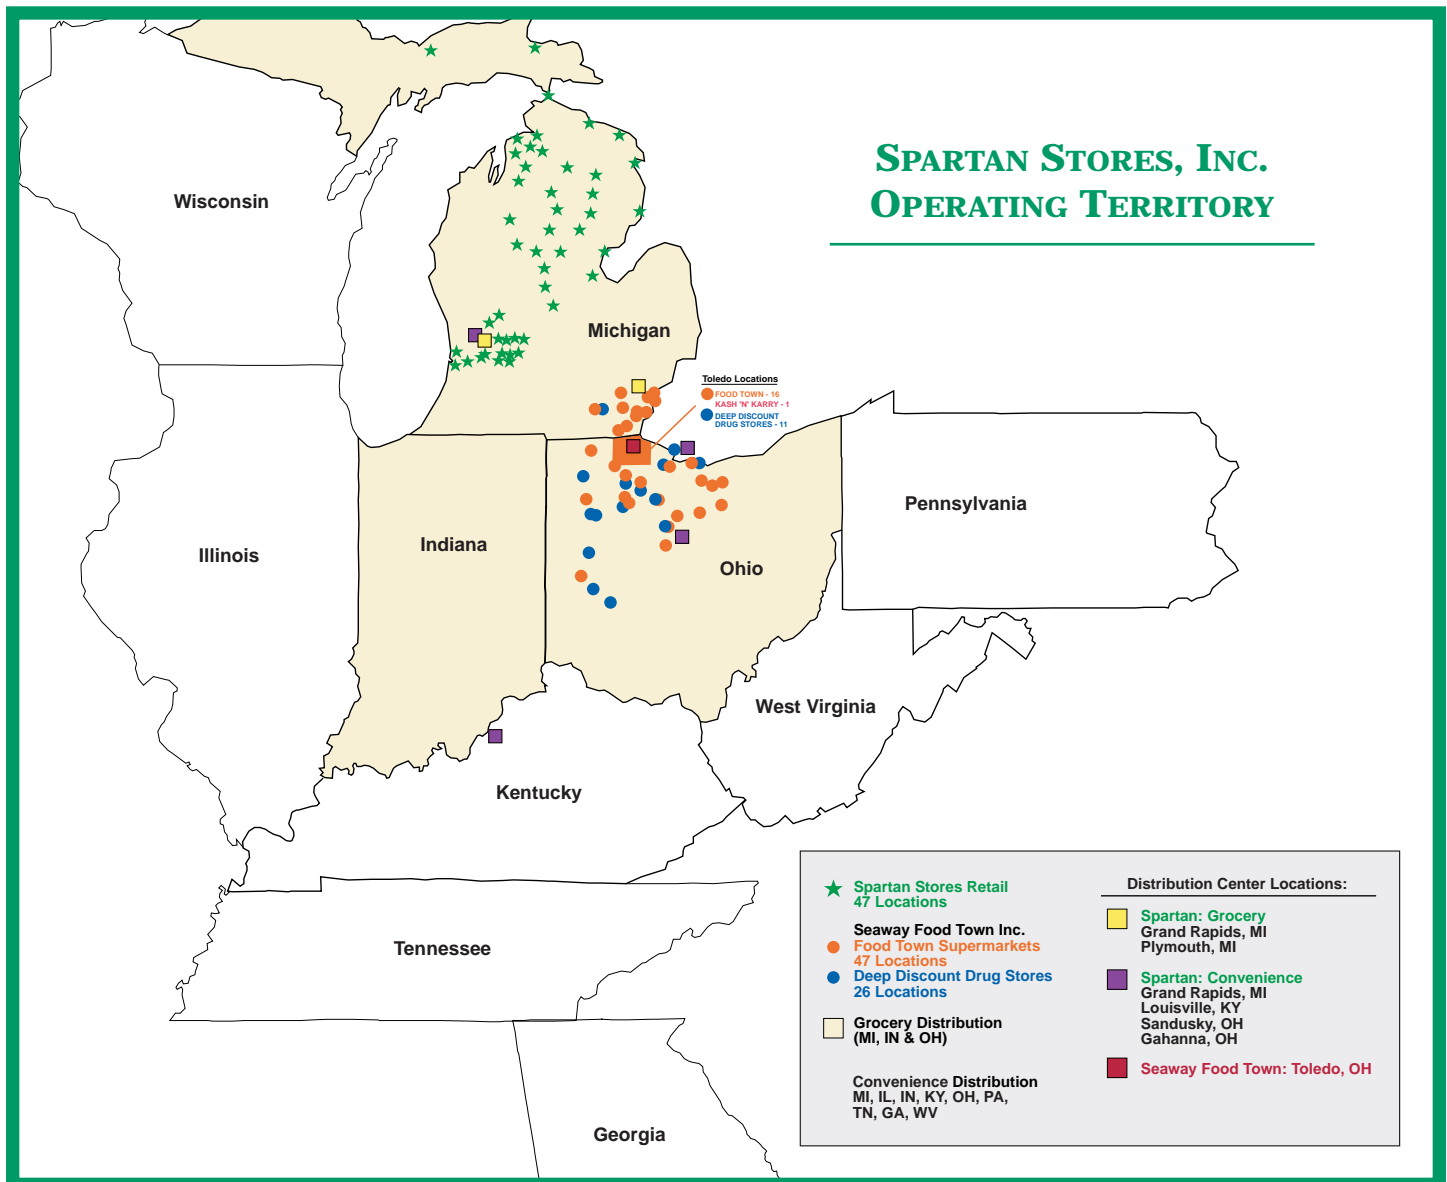 SPARTAN STORES, INC.
OPERATING TERRITORY
Wisconsin
Michigan
Toledo Locations
FOOD TOWN - 16
KASH 'N' KARRY - 1
DEEP DISCOUNT
DRUG STORES - 11
Pennsylvania
Illinois
Indiana
Ohio
West Virginia
Kentucky
Tennessee
Georgia
Spartan Stores Retail
47 Locations
Seaway Food Town Inc.
Food Town Supermarkets
47 Locations
Deep Discount Drug Stores
26 Locations
Grocery Distribution
(MI, IN & OH)
Convenience Distribution
MI, IL, IN, KY, OH, PA,
TN, GA, WV
Distribution Center Locations:
Spartan: Grocery
Grand Rapids, MI
Plymouth, MI
Spartan: Convenience
Grand Rapids, MI
Louisville, KY
Sandusky, OH
Gahanna, OH
Seaway Food Town: Toledo, OH